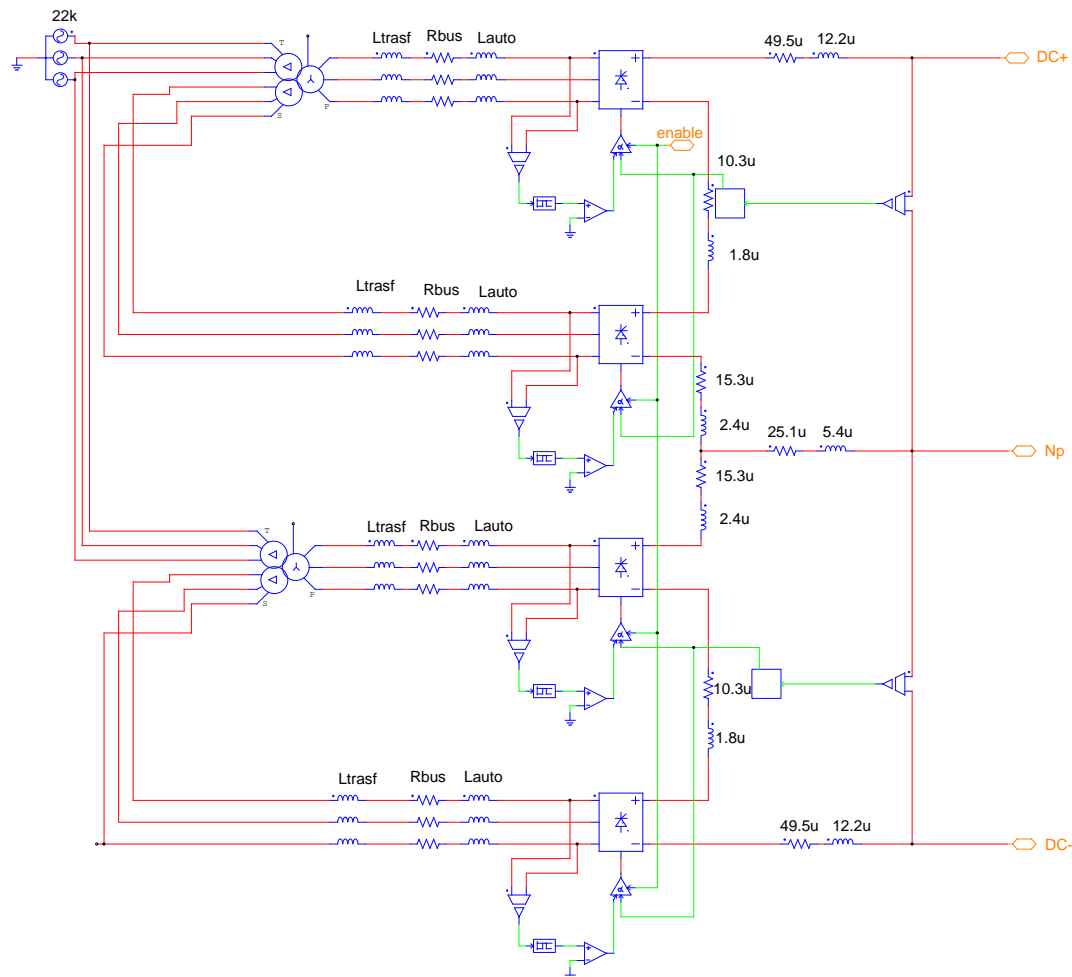 22k
Ltrasf Rbus Lauto
49.5u 12.2u
DC+
T
S
P
enable
10.3u
α
1.8u
Ltrasf Rbus Lauto
15.3u
α
2.4u
25.1u 5.4u
Np
15.3u
2.4u
Ltrasf Rbus Lauto
T
S
P
α
10.3u
1.8u
Ltrasf Rbus Lauto
49.5u 12.2u
DC-
α